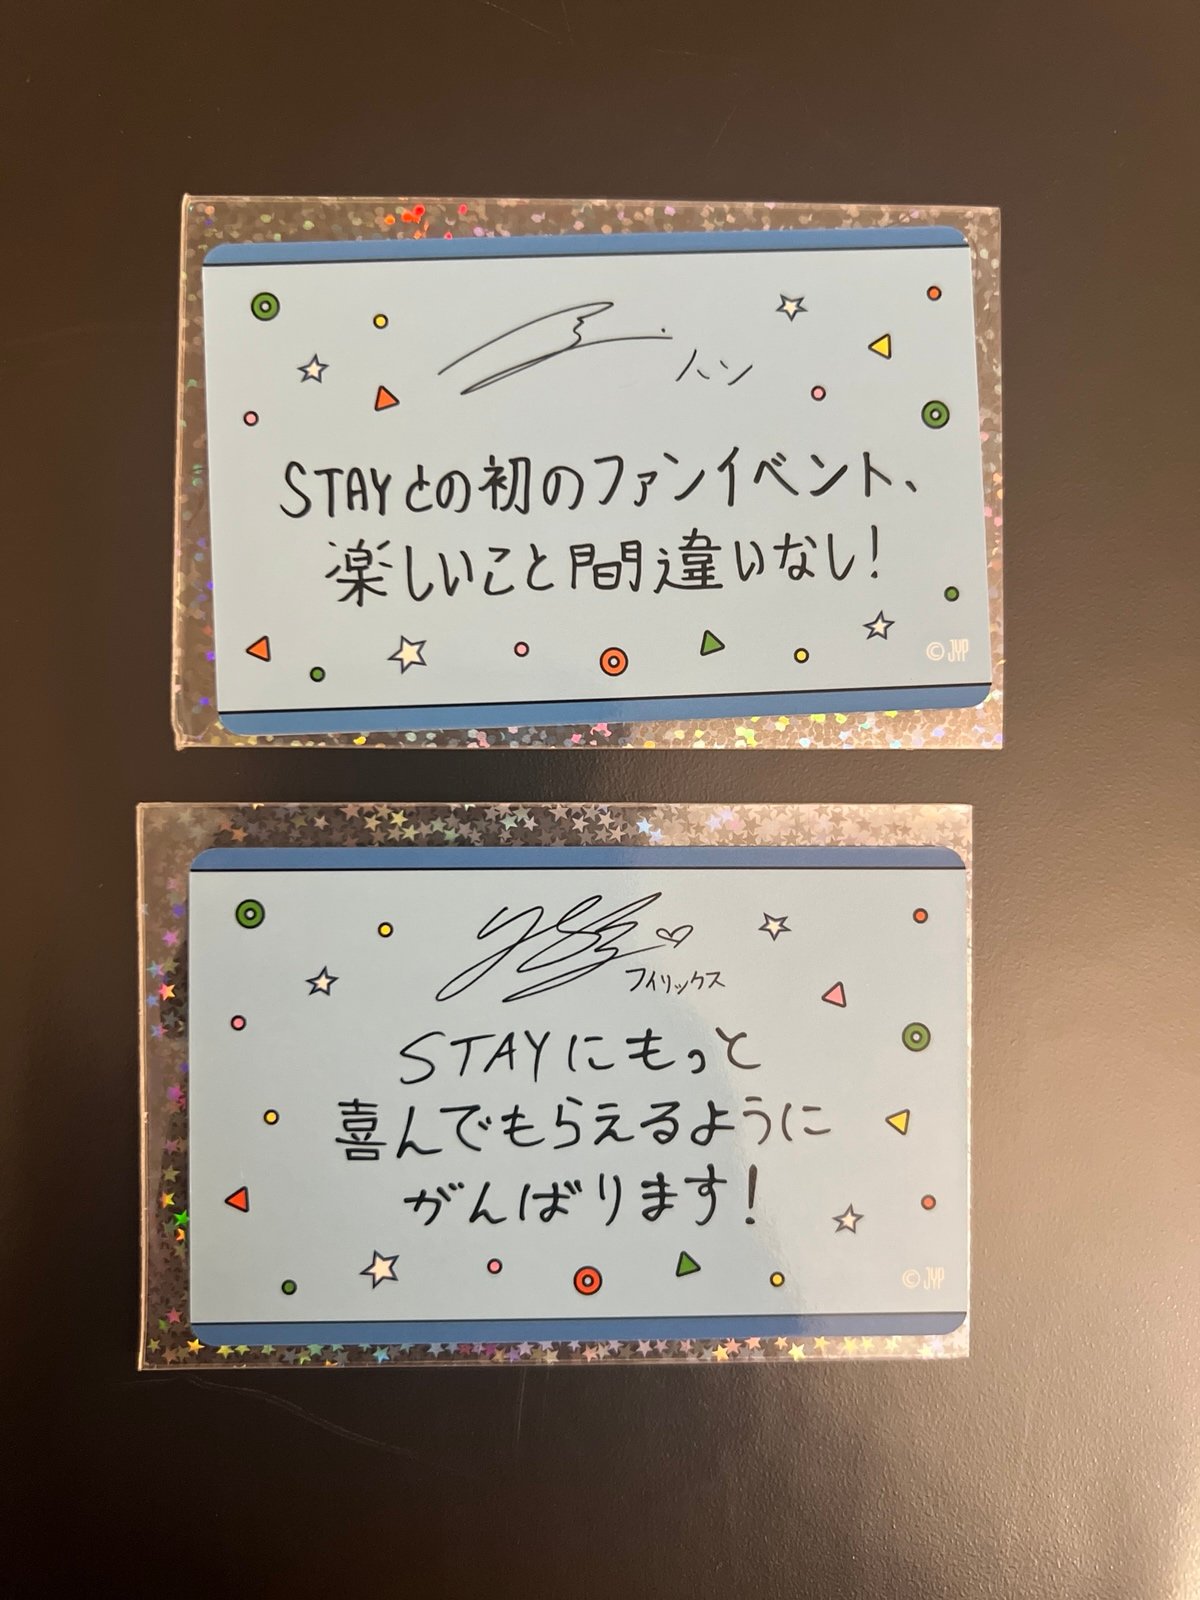 ハン
STAYとの初のファンイベント、
楽しいこと間違いなし!
© JYP
フィリックス
STAYにもっと
喜んでもらえるように
がんばります!
© JYP